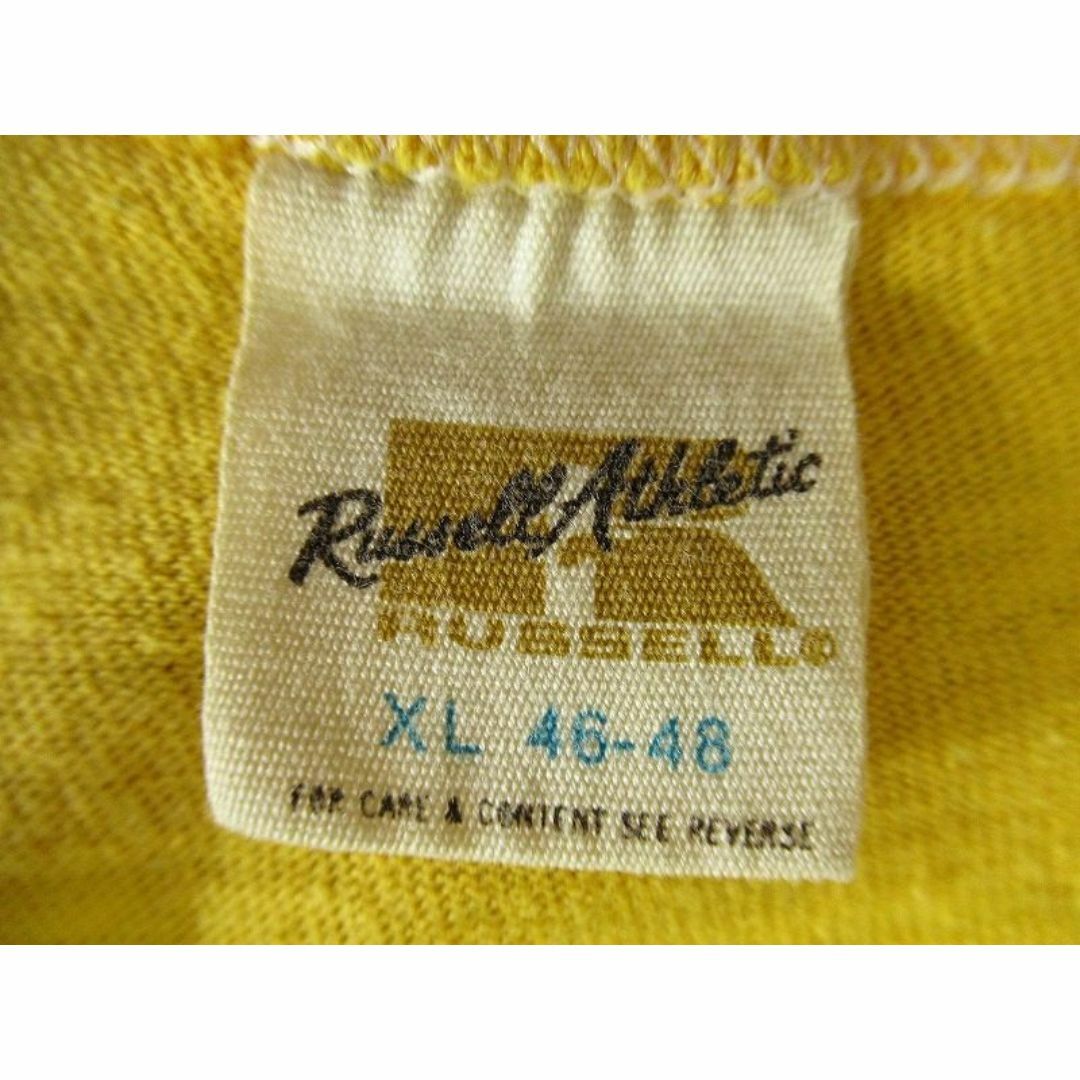 Russell Athletic
RUSSELL®
XL 46-48
FOR CARE & CONTENT SEE REVERSE